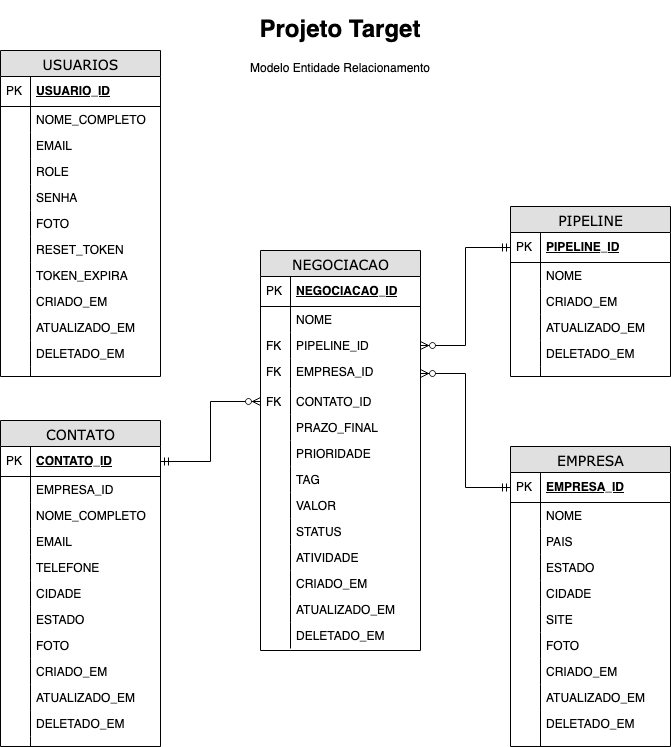 Projeto Target
Modelo Entidade Relacionamento
USUARIOS
PK USUARIO_ID
NOME_COMPLETO
EMAIL
ROLE
SENHA
FOTO
RESET_TOKEN
TOKEN_EXPIRA
CRIADO_EM
ATUALIZADO_EM
DELETADO_EM
CONTATO
PK CONTATO_ID
EMPRESA_ID
NOME_COMPLETO
EMAIL
TELEFONE
CIDADE
ESTADO
FOTO
CRIADO_EM
ATUALIZADO_EM
DELETADO_EM
NEGOCIACAO
PK NEGOCIACAO_ID
NOME
FK PIPELINE_ID
FK EMPRESA_ID
FK CONTATO_ID
PRAZO_FINAL
PRIORIDADE
TAG
VALOR
STATUS
ATIVIDADE
CRIADO_EM
ATUALIZADO_EM
DELETADO_EM
PIPELINE
PK PIPELINE_ID
NOME
CRIADO_EM
ATUALIZADO_EM
DELETADO_EM
EMPRESA
PK EMPRESA_ID
NOME
PAIS
ESTADO
CIDADE
SITE
FOTO
CRIADO_EM
ATUALIZADO_EM
DELETADO_EM